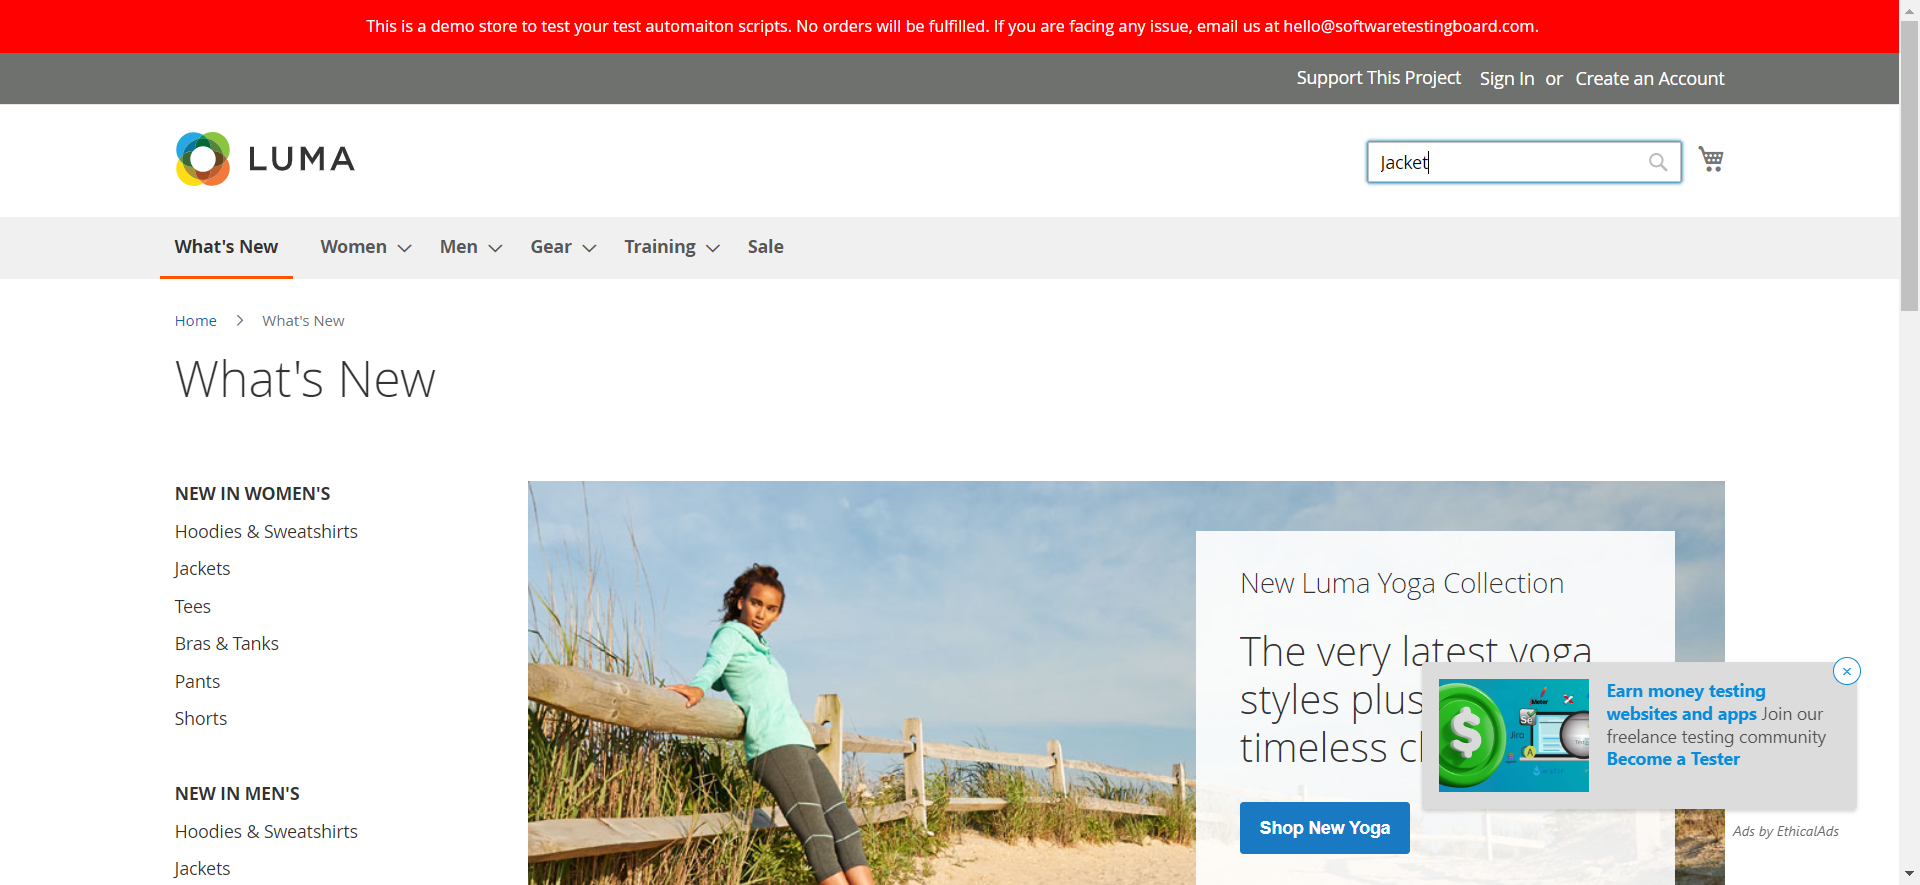 This is a demo store to test your test automaiton scripts. No orders will be fulfilled. If you are facing any issue, email us at hello@softwaretestingboard.com.
Support This Project Sign In or Create an Account
LUMA
Jacket
What's New Women Men Gear Training Sale
Home What's New
What's New
NEW IN WOMEN'S
Hoodies & Sweatshirts
Jackets
Tees
Bras & Tanks
Pants
Shorts
NEW IN MEN'S
Hoodies & Sweatshirts
Jackets
New Luma Yoga Collection
The very latest yoga
styles plus
timeless
Shop New Yoga
Earn money testing
websites and apps Join our
freelance testing community
Become a Tester
Ads by EthicalAds